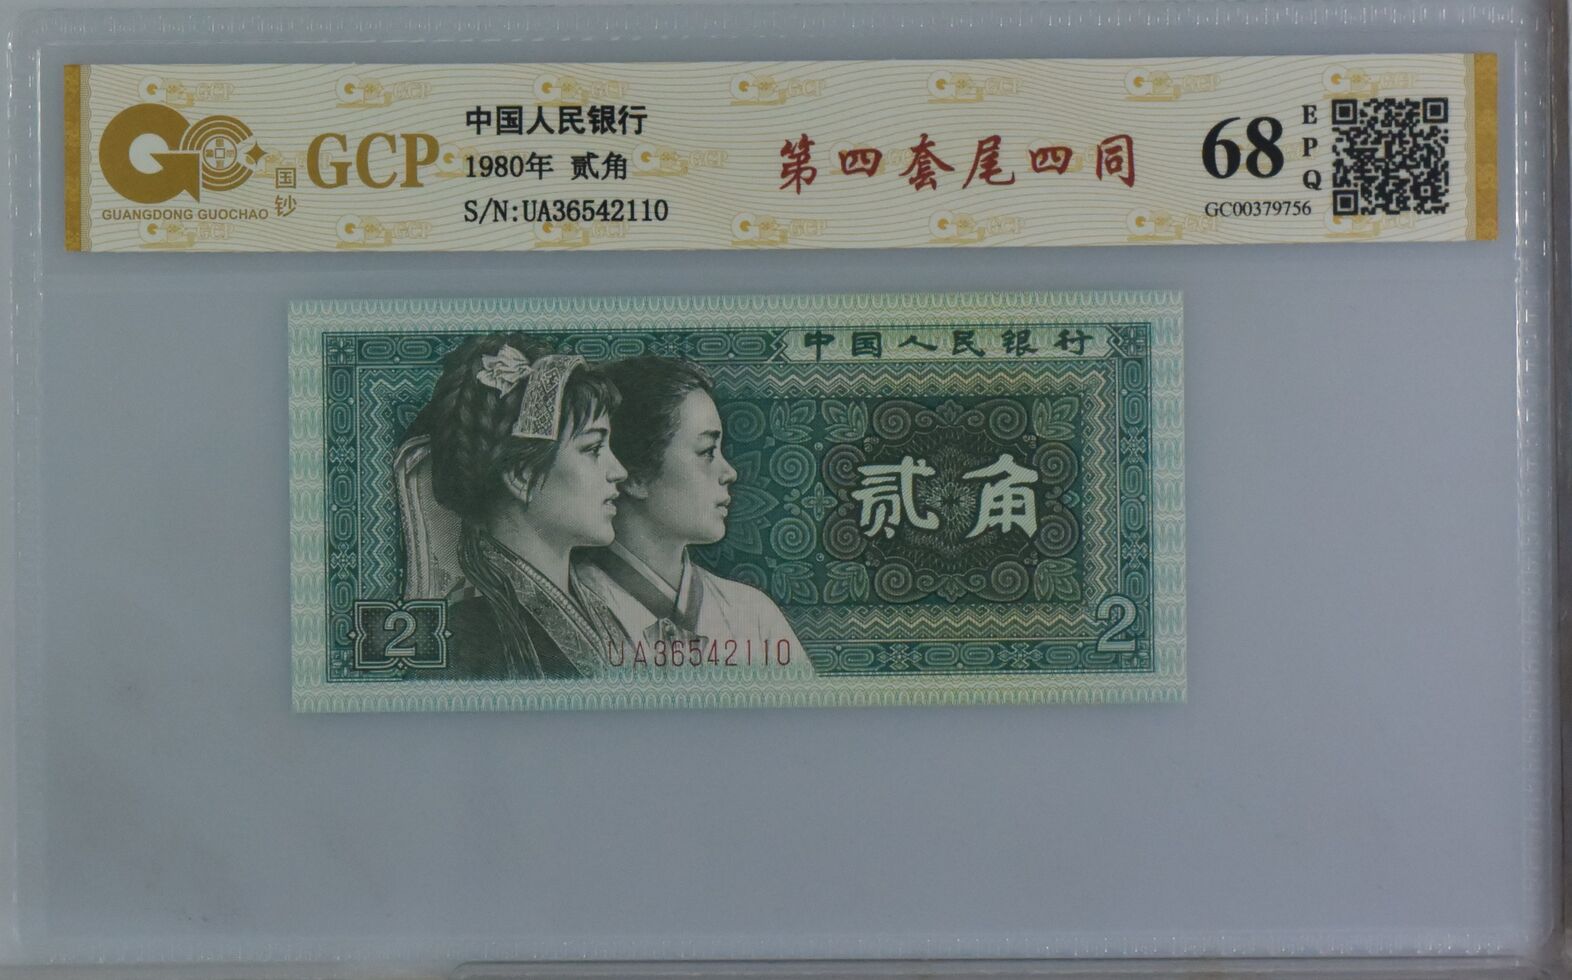 GUANGDONG GUOCHAO
国钞
GCP
中国人民银行
1980年 贰角
S/N:UA36542110
第四套尾四同
68
EPQ
GC00379756
中国人民银行
贰角
2
2
UA36542110